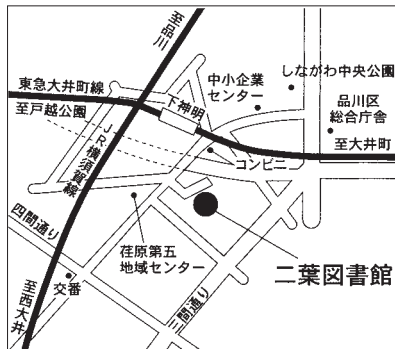 至品川
東急大井町線
至戸越公園
下神明
中小企業
センター
しながわ中央公園
品川区
総合庁舎
至大井町
コンビニ
JR横須賀線
四間通り
荏原第五
地域センター
交番
至西大井
二間通り
二葉図書館